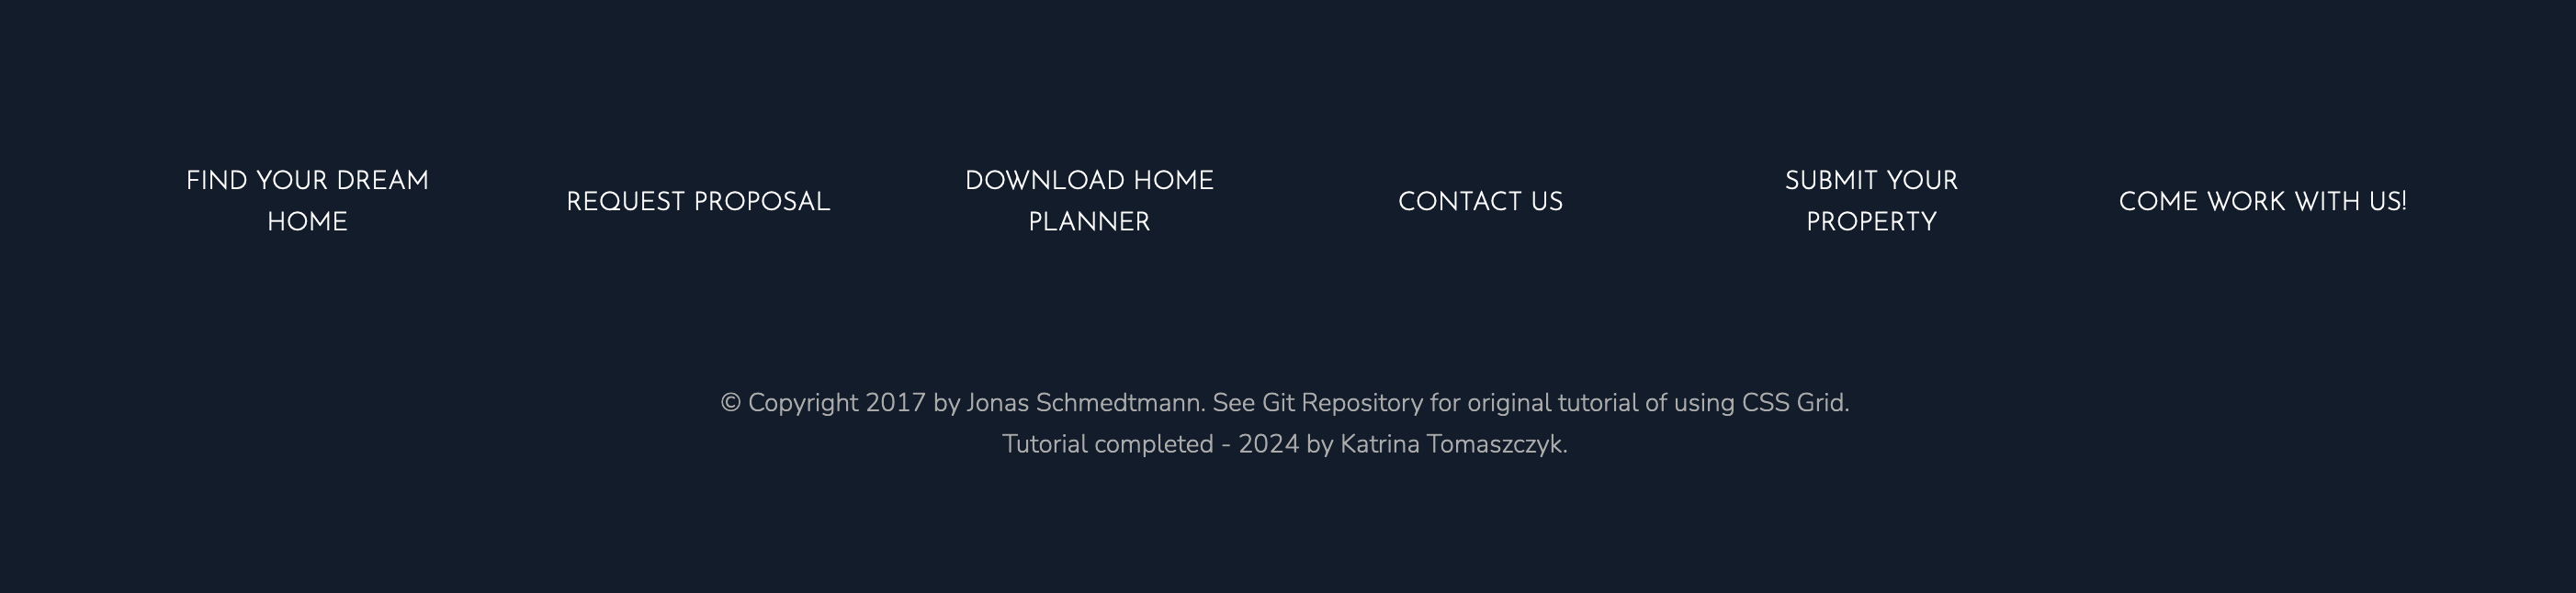 FIND YOUR DREAM
HOME
REQUEST PROPOSAL
DOWNLOAD HOME
PLANNER
CONTACT US
SUBMIT YOUR
PROPERTY
COME WORK WITH US!
© Copyright 2017 by Jonas Schmedtmann. See Git Repository for original tutorial of using CSS Grid.
Tutorial completed - 2024 by Katrina Tomaszczyk.